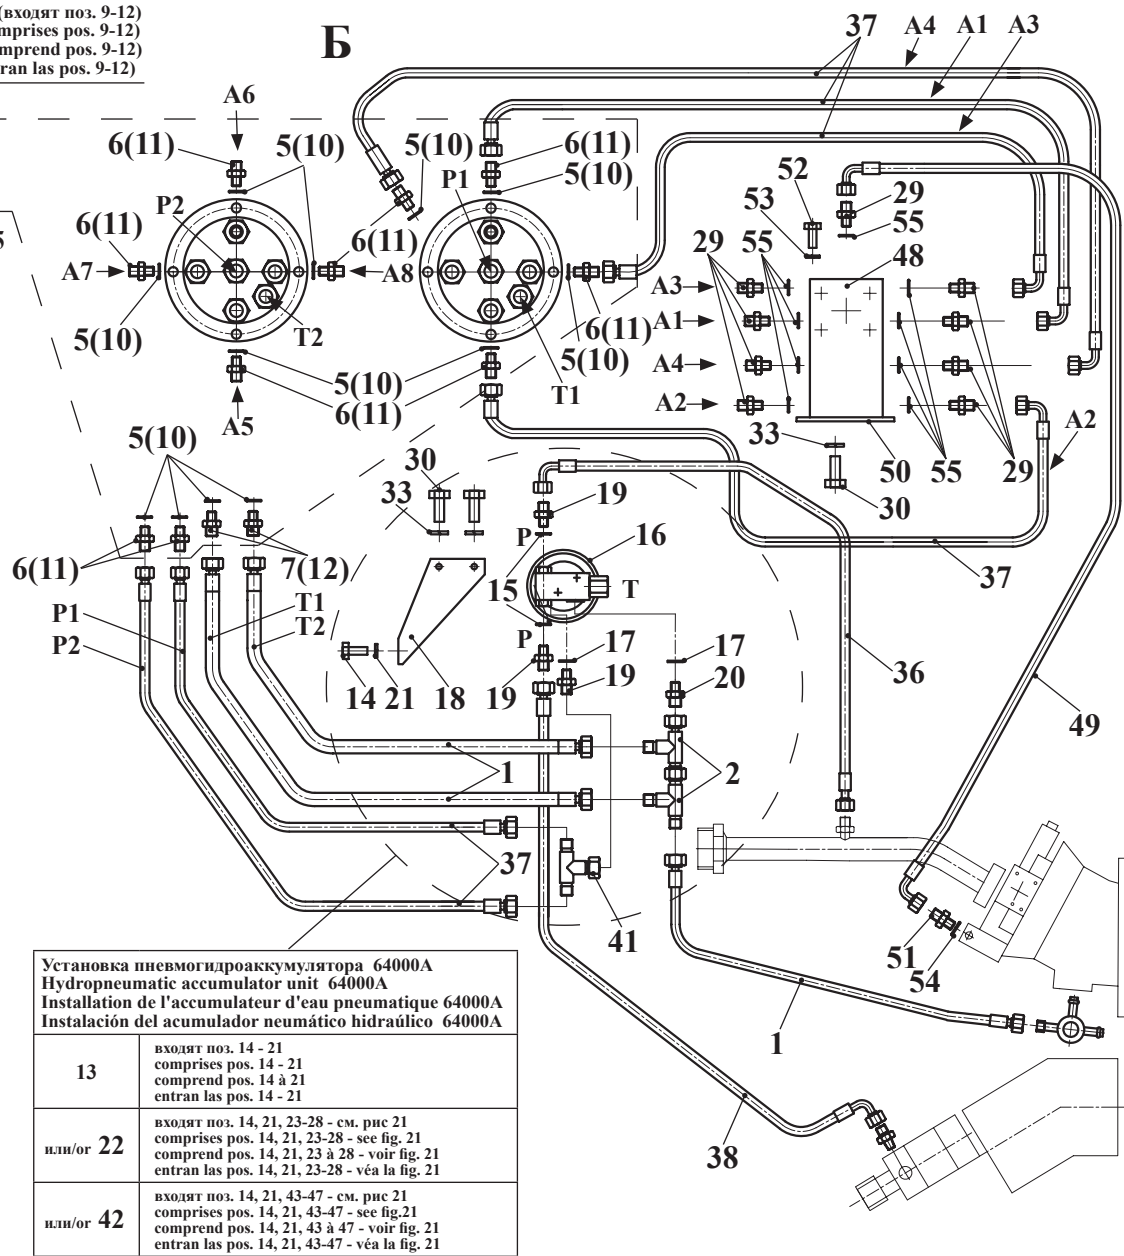 (входят поз. 9-12)
mprises pos. 9-12)
mprend pos. 9-12)
ran las pos. 9-12)
Б
37
A4
A1
A3
A6
6(11)
5(10)
5(10)
P1
6(11)
5(10)
52
53
29
55
P2
6(11)
5
A7
A8
6(11)
29
55
48
A3
A1
A4
A2
5(10)
T2
6(11)
5(10)
T1
5(10)
6(11)
A5
A2
33
50
55
29
30
5(10)
30
33
19
P
16
15
T
37
6(11)
7(12)
T1
T2
P1
P2
P
17
17
14
21
18
19
19
20
36
49
1
2
37
41
51
54
1
38
Установка пневмогидроаккумулятора 64000А
Hydropneumatic accumulator unit 64000A
Installation de l'accumulateur d'eau pneumatique 64000A
Instalación del acumulador neumático hidraúlico 64000A
13
входят поз. 14 - 21
comprises pos. 14 - 21
comprend pos. 14 à 21
entran las pos. 14 - 21
или/or 22
входят поз. 14, 21, 23-28 - см. рис 21
comprises pos. 14, 21, 23-28 - see fig. 21
comprend pos. 14, 21, 23 à 28 - voir fig. 21
entran las pos. 14, 21, 23-28 - véa la fig. 21
или/or 42
входят поз. 14, 21, 43-47 - см. рис 21
comprises pos. 14, 21, 43-47 - see fig.21
comprend pos. 14, 21, 43 à 47 - voir fig. 21
entran las pos. 14, 21, 43-47 - véa la fig. 21